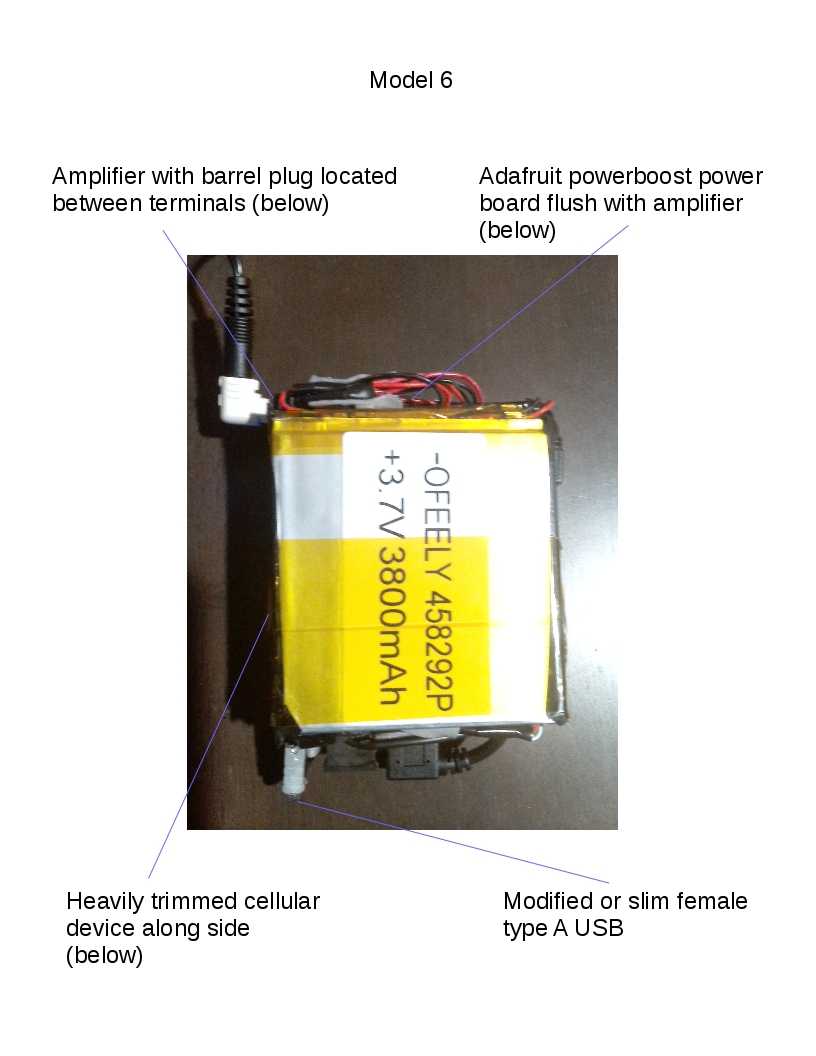 Model 6
Amplifier with barrel plug located
between terminals (below)
Adafruit powerboost power
board flush with amplifier
(below)
-OFEELY 458292P
+3.7V 3800mAh
Heavily trimmed cellular
device along side
(below)
Modified or slim female
type A USB